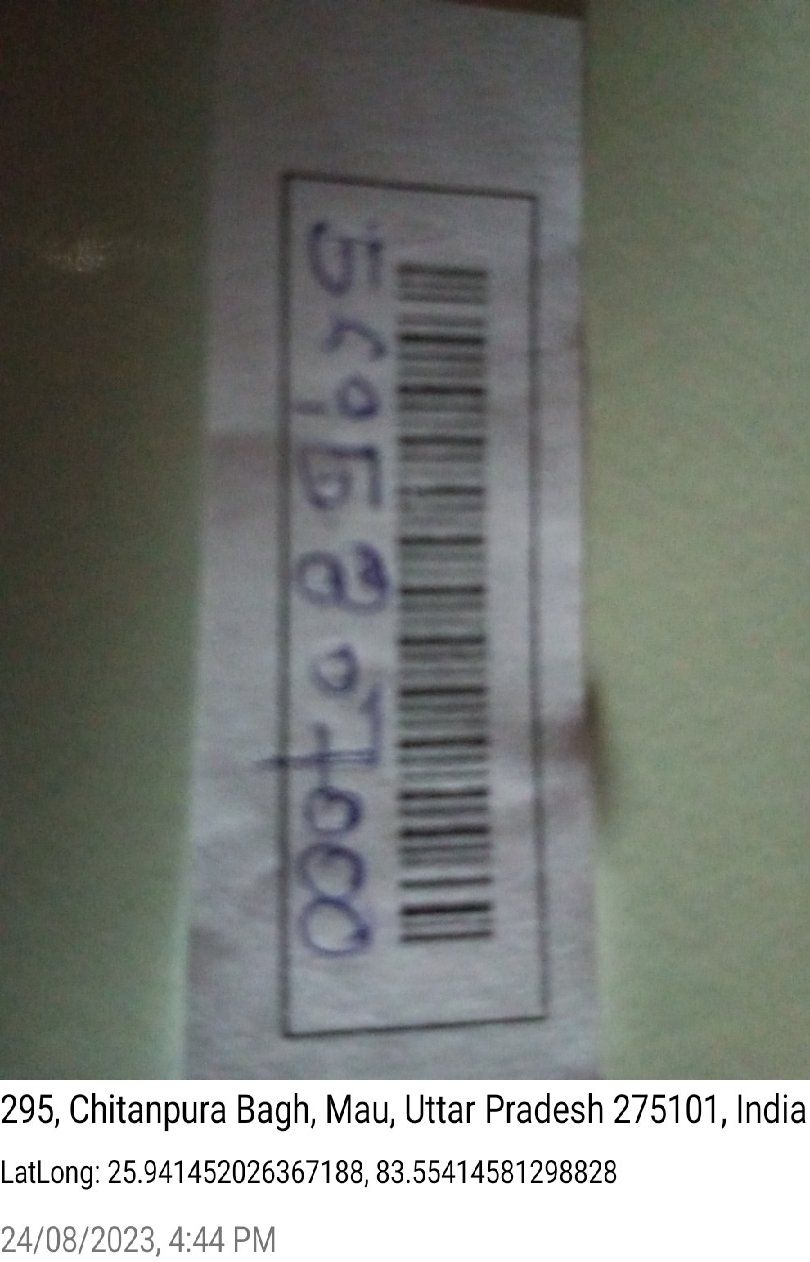 295, Chitanpura Bagh, Mau, Uttar Pradesh 275101, India
LatLong: 25.941452026367188, 83.55414581298828
24/08/2023, 4:44 PM